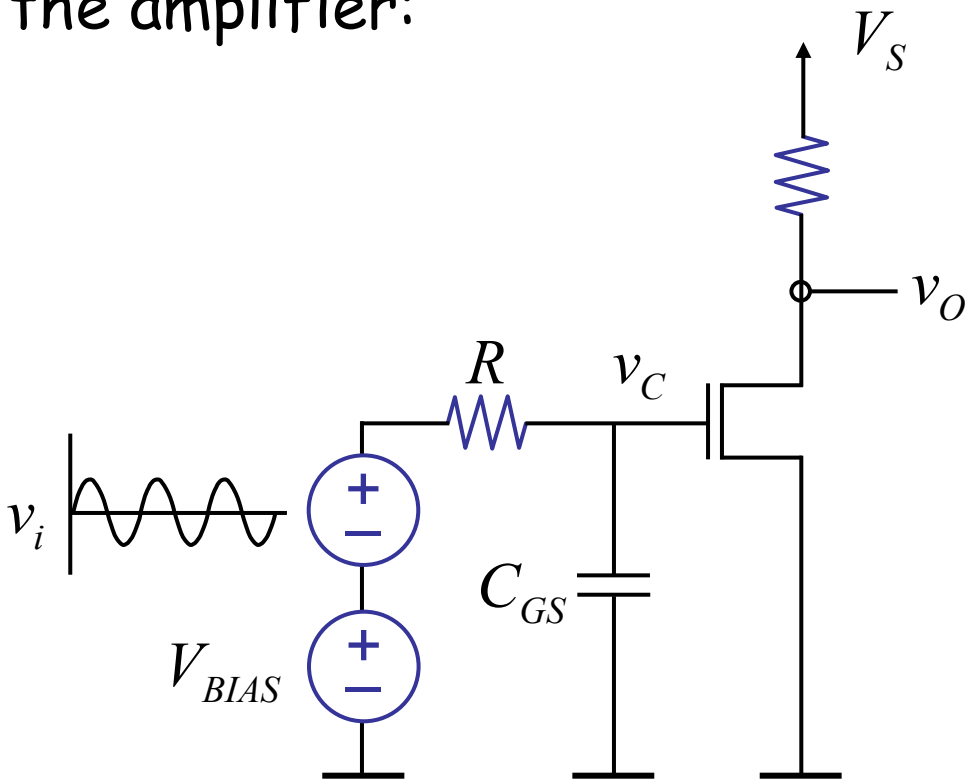 the amplifier:
V_S
v_O
R
v_C
v_i
+
−
C_GS
V_BIAS
+
−